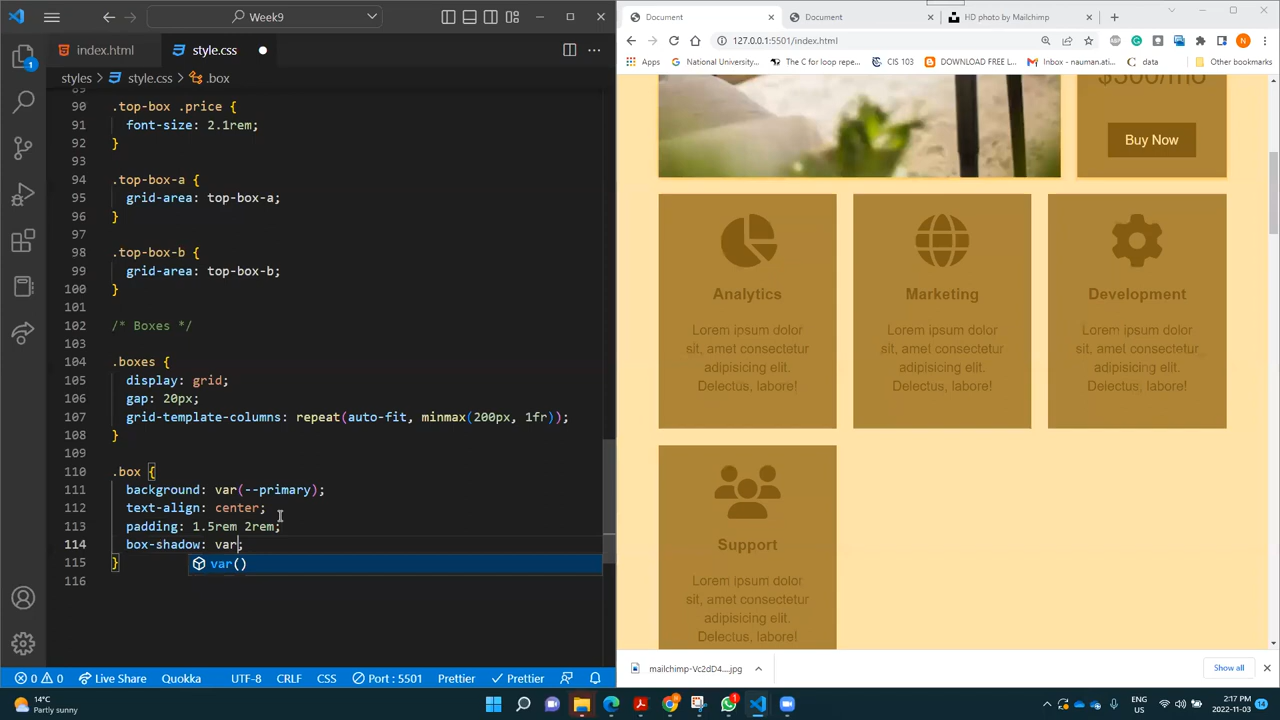 Week9
index.html
style.css
styles > style.css > .box
89
90 .top-box .price {
91 font-size: 2.1rem;
92 }
93
94 .top-box-a {
95 grid-area: top-box-a;
96 }
97
98 .top-box-b {
99 grid-area: top-box-b;
100 }
101
102 /* Boxes */
103
104 .boxes {
105 display: grid;
106 gap: 20px;
107 grid-template-columns: repeat(auto-fit, minmax(200px, 1fr));
108 }
109
110 .box {
111 background: var(--primary);
112 text-align: center;
113 padding: 1.5rem 2rem;
114 box-shadow: var;
115 }
var()
116
1
0 0 Live Share Quokka UTF-8 CRLF CSS Port : 5501 Prettier Prettier
Document
Document
HD photo by Mailchimp
127.0.0.1:5501/index.html
N
Apps National University... The C for loop repe... CIS 103 DOWNLOAD FREE L... Inbox - nauman.ati... data Other bookmarks
$300/mo
Buy Now
Analytics
Lorem ipsum dolor
sit, amet consectetur
adipisicing elit.
Delectus, labore!
Marketing
Lorem ipsum dolor
sit, amet consectetur
adipisicing elit.
Delectus, labore!
Development
Lorem ipsum dolor
sit, amet consectetur
adipisicing elit.
Delectus, labore!
Support
Lorem ipsum dolor
sit, amet consectetur
adipisicing elit.
Delectus, labore!
mailchimp-Vc2dD4....jpg
Show all
14°C
Partly sunny
1
ENG
US
2:17 PM
2022-11-03
14